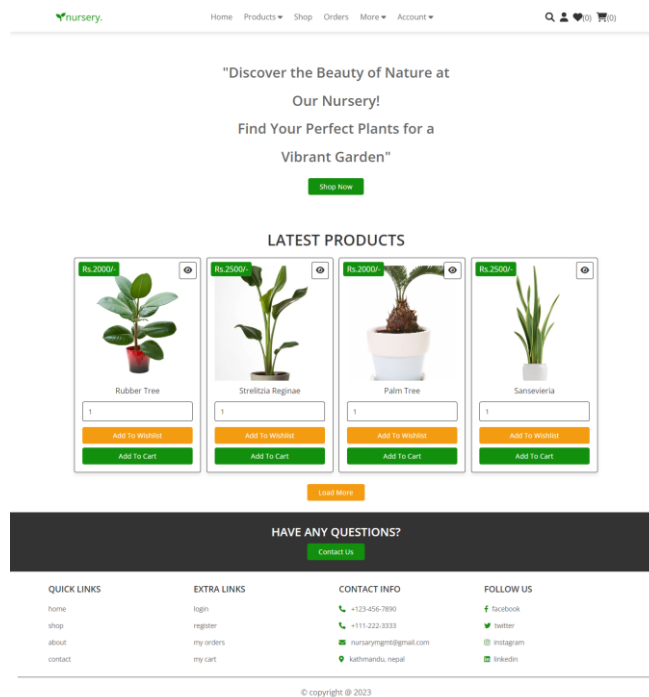 nursery.
Home Products Shop Orders More Account
(0) (0)
"Discover the Beauty of Nature at
Our Nursery!
Find Your Perfect Plants for a
Vibrant Garden"
Shop Now
LATEST PRODUCTS
Rs.2000/- Rs.2500/- Rs.2000/- Rs.2500/-
Rubber Tree Strelitzia Reginae Palm Tree Sansevieria
1 1 1 1
Add To Wishlist Add To Wishlist Add To Wishlist Add To Wishlist
Add To Cart Add To Cart Add To Cart Add To Cart
Load More
HAVE ANY QUESTIONS?
Contact Us
QUICK LINKS EXTRA LINKS CONTACT INFO FOLLOW US
home login +123-456-7890 facebook
shop register +111-222-3333 twitter
about my orders nursarymgmt@gmail.com instagram
contact my cart kathmandu, nepal linkedin
© copyright @ 2023